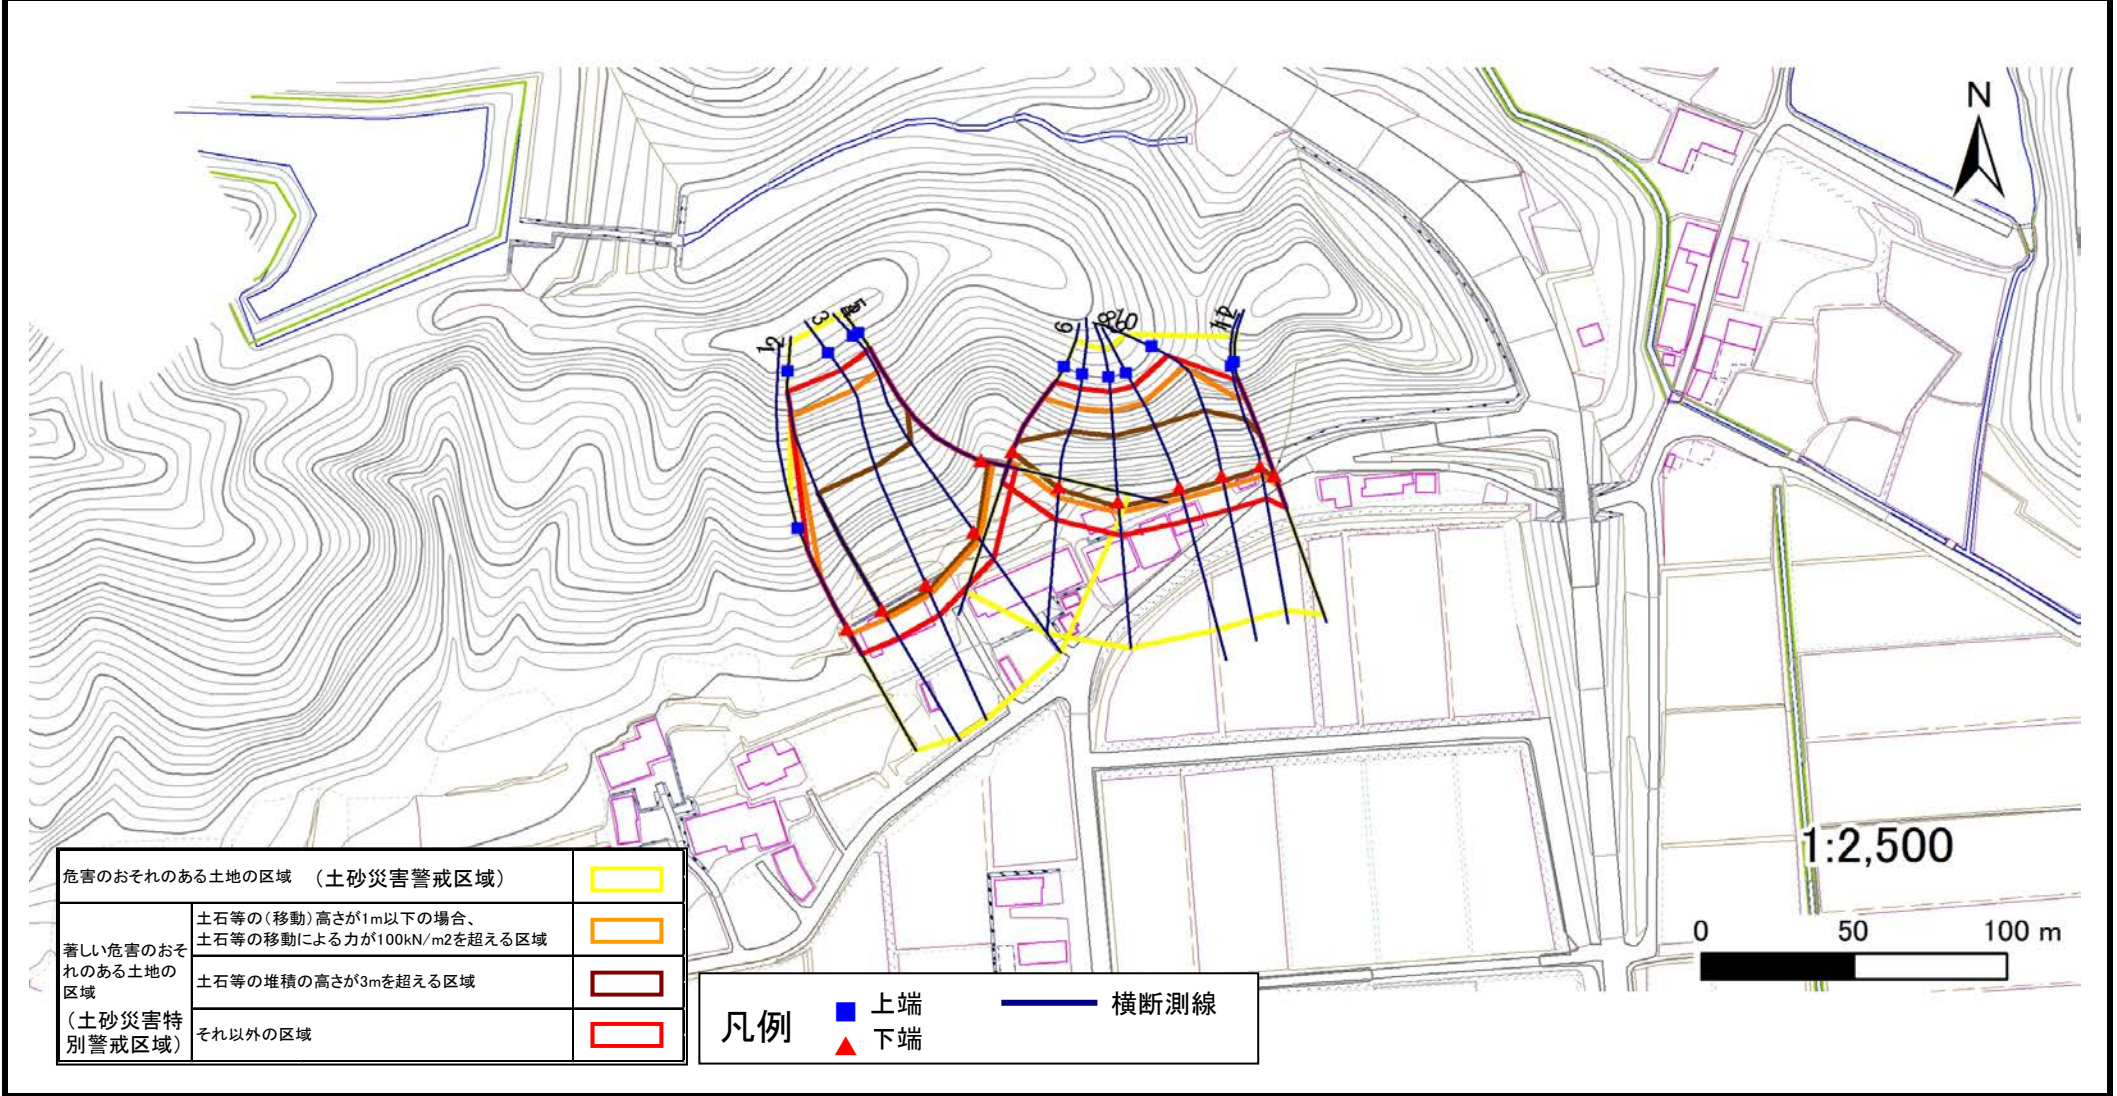 N
12
3
6
11
1:2,500
0 50 100 m
危害のおそれのある土地の区域 （土砂災害警戒区域）
著しい危害のおそ
れのある土地の
区域
（土砂災害特
別警戒区域）
土石等の（移動）高さが1m以下の場合、
土石等の移動による力が100kN/m2を超える区域
土石等の堆積の高さが3mを超える区域
それ以外の区域
凡例
上端
下端
横断測線